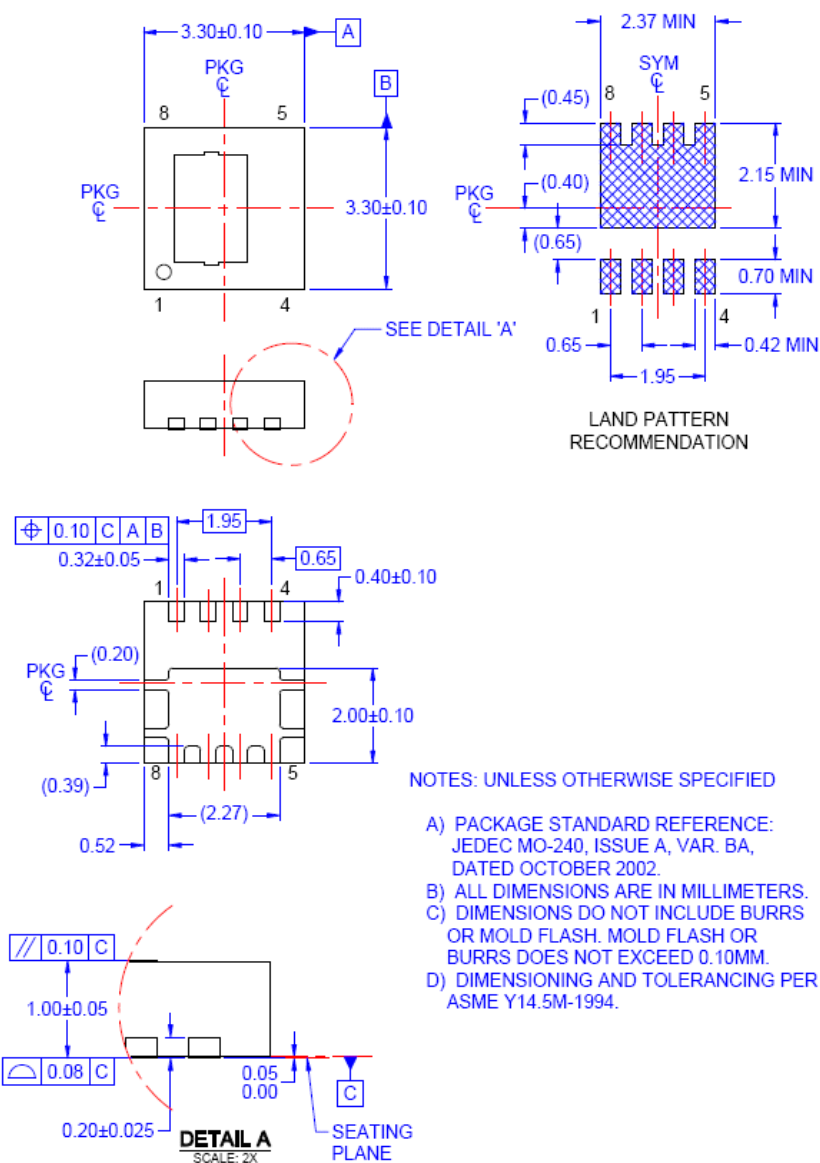 3.30±0.10
A
PKG
℄
B
8 5
PKG
℄
3.30±0.10
1 4
SEE DETAIL 'A'
2.37 MIN
SYM
℄
(0.45)
8 5
2.15 MIN
PKG
℄
(0.40)
(0.65)
0.70 MIN
1 4
0.65
0.42 MIN
1.95
LAND PATTERN
RECOMMENDATION
⌖ 0.10 C A B
1.95
0.32±0.05
0.65
1 4
0.40±0.10
(0.20)
PKG
℄
2.00±0.10
(0.39)
8 5
(2.27)
0.52
NOTES: UNLESS OTHERWISE SPECIFIED
A) PACKAGE STANDARD REFERENCE:
JEDEC MO-240, ISSUE A, VAR. BA,
DATED OCTOBER 2002.
B) ALL DIMENSIONS ARE IN MILLIMETERS.
C) DIMENSIONS DO NOT INCLUDE BURRS
OR MOLD FLASH. MOLD FLASH OR
BURRS DOES NOT EXCEED 0.10MM.
D) DIMENSIONING AND TOLERANCING PER
ASME Y14.5M-1994.
// 0.10 C
1.00±0.05
⌓ 0.08 C
0.05
0.00
C
0.20±0.025
DETAIL A
SCALE: 2X
SEATING
PLANE